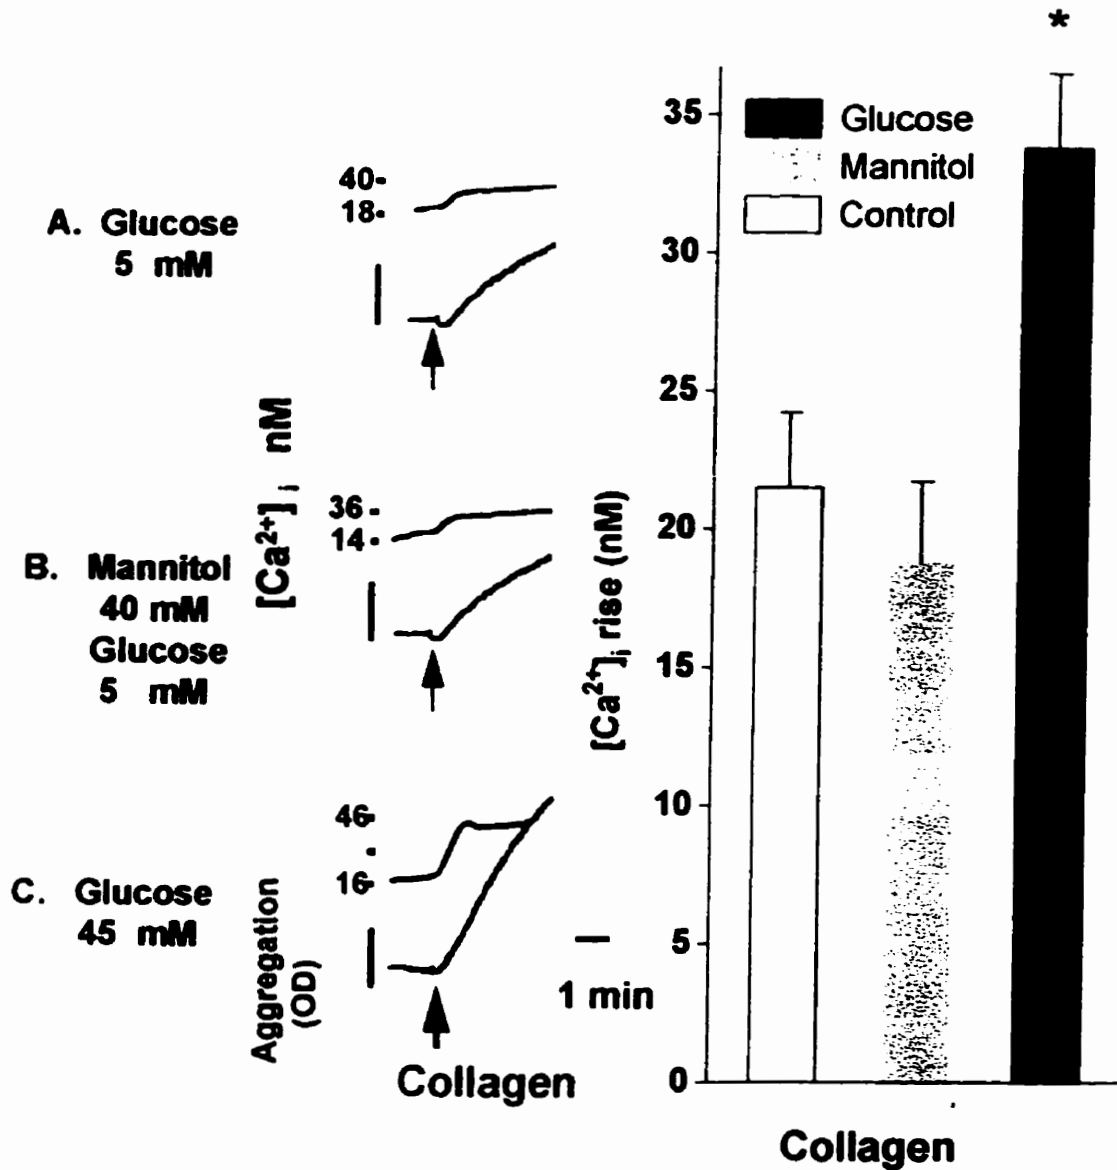 A. Glucose
5 mM
40-
18-
B. Mannitol
40 mM
Glucose
5 mM
36-
14-
C. Glucose
45 mM
46-
16-
[Ca²⁺]i nM
Aggregation
(OD)
Collagen
1 min
[Ca²⁺]i rise (nM)
*
35
30
25
20
15
10
5
0
Glucose
Mannitol
Control
Collagen